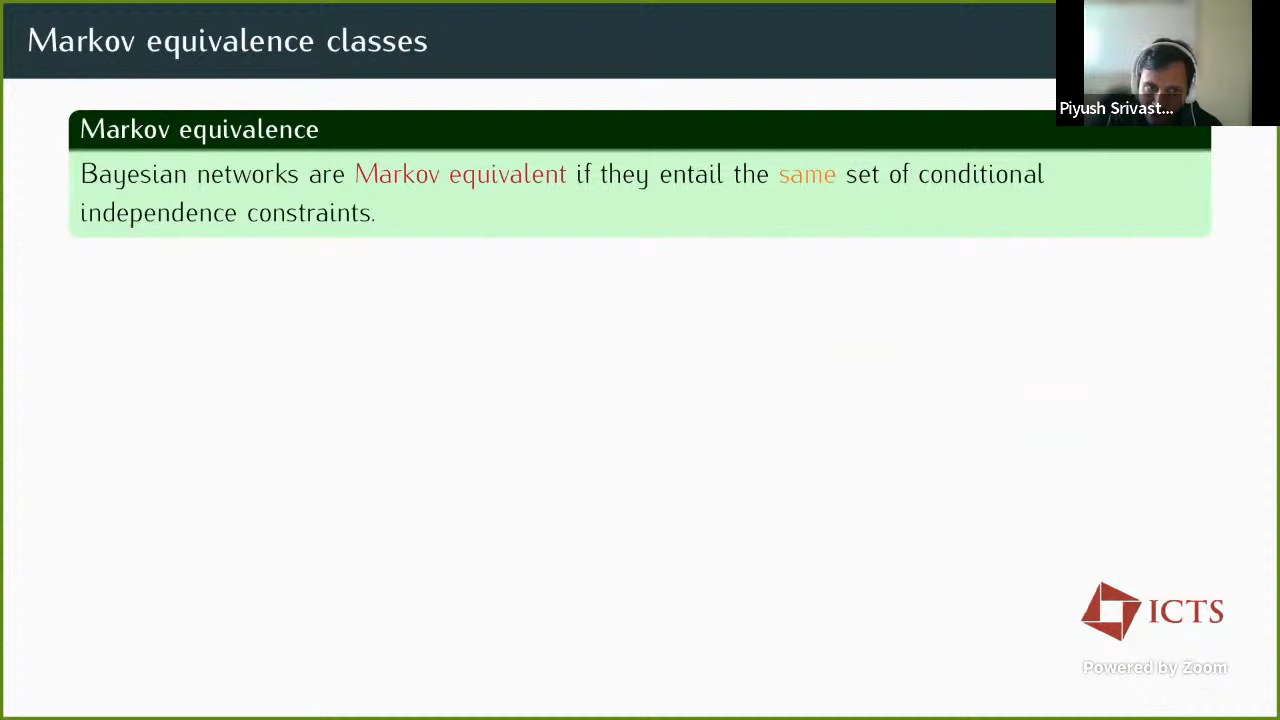 Markov equivalence classes
Piyush Srivast...
Markov equivalence
Bayesian networks are Markov equivalent if they entail the same set of conditional
independence constraints.
ICTS
Powered by Zoom